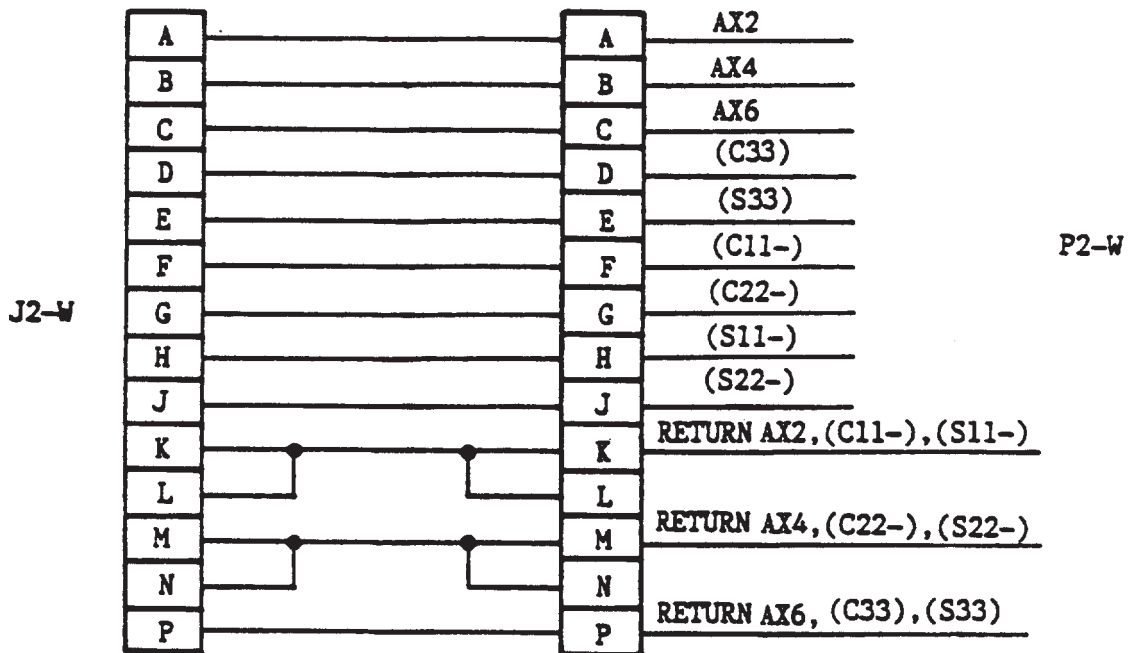 A A AX2
B B AX4
C C AX6
D D (C33)
E E (S33)
F F (C11-)
P2-W
G G (C22-)
J2-W
H H (S11-)
J J (S22-)
K K RETURN AX2,(C11-),(S11-)
L L
M M RETURN AX4,(C22-),(S22-)
N N
P P RETURN AX6, (C33),(S33)